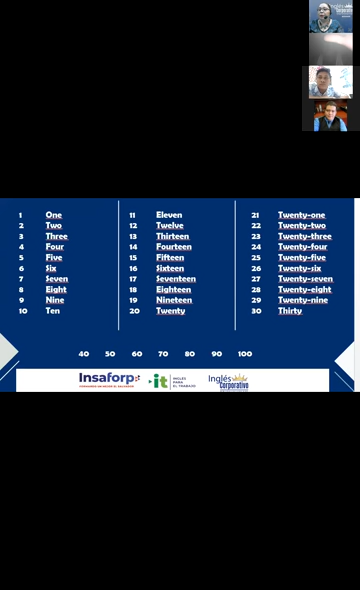 1 One 11 Eleven 21 Twenty-one
2 Two 12 Twelve 22 Twenty-two
3 Three 13 Thirteen 23 Twenty-three
4 Four 14 Fourteen 24 Twenty-four
5 Five 15 Fifteen 25 Twenty-five
6 Six 16 Sixteen 26 Twenty-six
7 Seven 17 Seventeen 27 Twenty-seven
8 Eight 18 Eighteen 28 Twenty-eight
9 Nine 19 Nineteen 29 Twenty-nine
10 Ten 20 Twenty 30 Thirty
40 50 60 70 80 90 100
Insaforp
it
INGLÉS
PARA
EL TRABAJO
Inglés
Corporativo